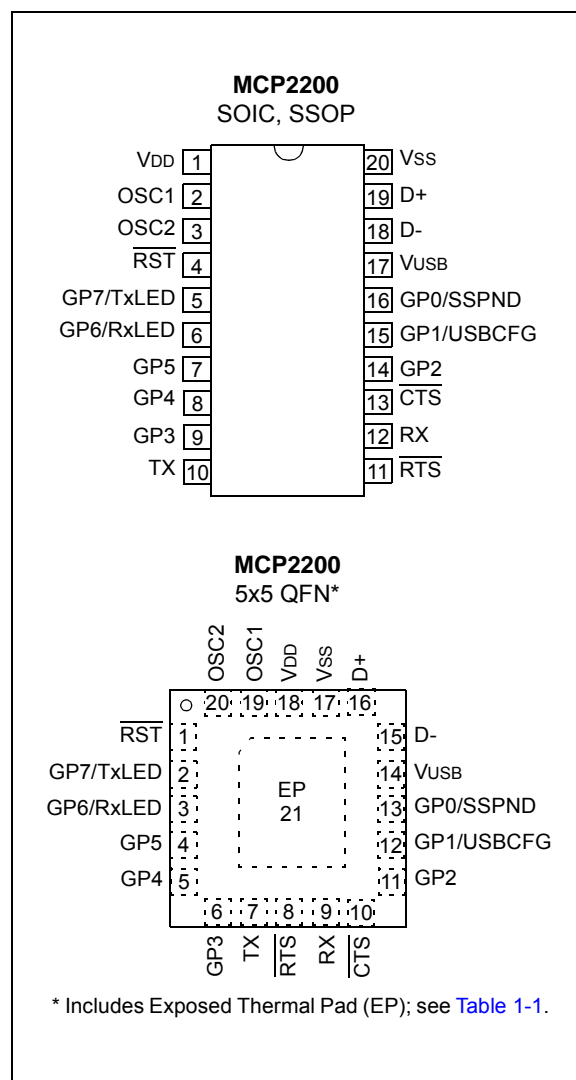 MCP2200
SOIC, SSOP
VDD 1 20 VSS
OSC1 2 19 D+
OSC2 3 18 D-
RST 4 17 VUSB
GP7/TxLED 5 16 GP0/SSPND
GP6/RxLED 6 15 GP1/USBCFG
GP5 7 14 GP2
GP4 8 13 CTS
GP3 9 12 RX
TX 10 11 RTS
MCP2200
5x5 QFN*
OSC2 OSC1 VDD VSS D+
20 19 18 17 16
RST 1 15 D-
GP7/TxLED 2 14 VUSB
GP6/RxLED 3 EP 13 GP0/SSPND
21
GP5 4 12 GP1/USBCFG
GP4 5 11 GP2
6 7 8 9 10
GP3 TX RTS RX CTS
* Includes Exposed Thermal Pad (EP); see Table 1-1.